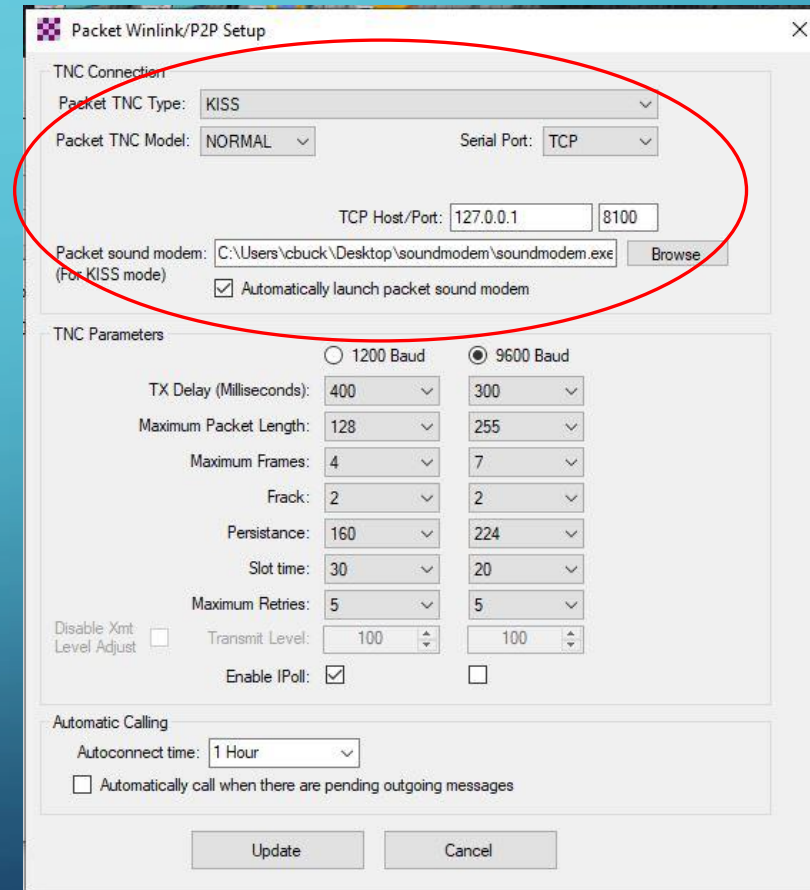 Packet Winlink/P2P Setup
TNC Connection
Packet TNC Type: KISS
Packet TNC Model: NORMAL Serial Port: TCP
TCP Host/Port: 127.0.0.1 8100
Packet sound modem: C:\Users\cbuck\Desktop\soundmodem\soundmodem.exe Browse
(For KISS mode)
Automatically launch packet sound modem
TNC Parameters
1200 Baud 9600 Baud
TX Delay (Milliseconds): 400 300
Maximum Packet Length: 128 255
Maximum Frames: 4 7
Frack: 2 2
Persistance: 160 224
Slot time: 30 20
Maximum Retries: 5 5
Disable Xmt
Level Adjust Transmit Level: 100 100
Enable IPoll:
Automatic Calling
Autoconnect time: 1 Hour
Automatically call when there are pending outgoing messages
Update Cancel